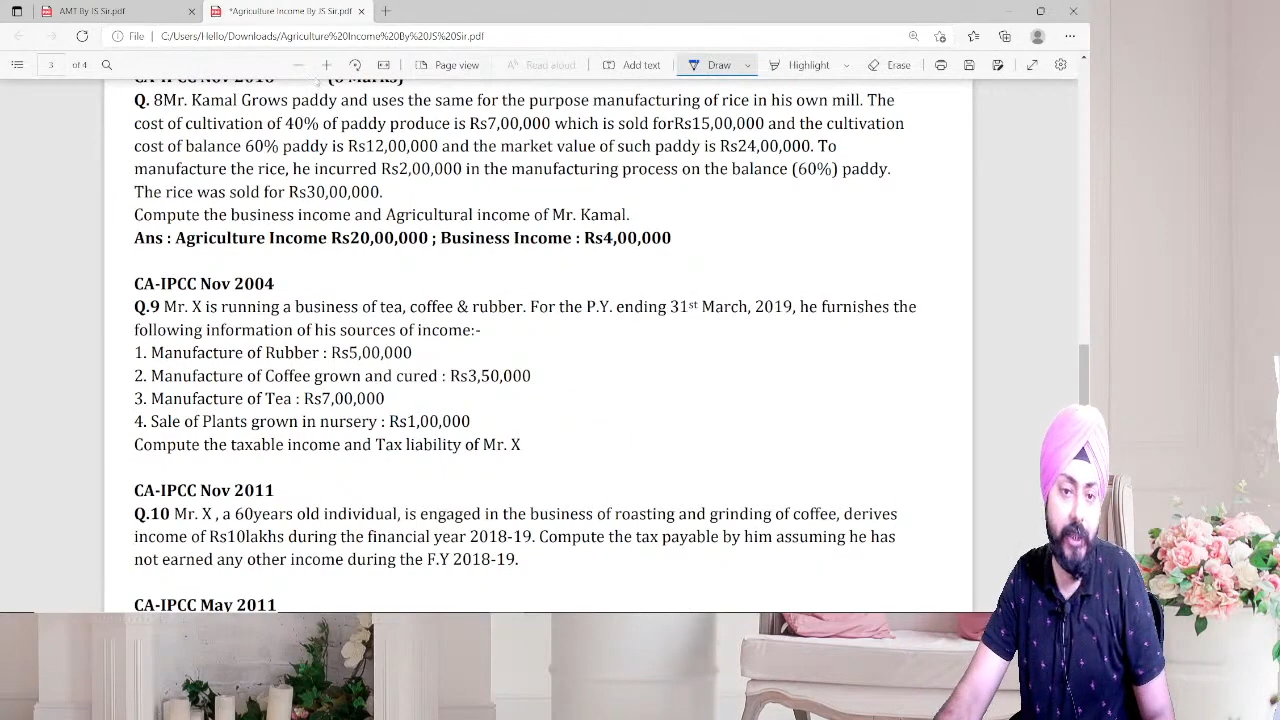 AMT By JS Sir.pdf
*Agriculture Income By JS Sir.pdf
File
C:/Users/Hello/Downloads/Agriculture%20Income%20By%20JS%20Sir.pdf
3 of 4
Page view
Read aloud
Add text
Draw
Highlight
Erase
CA-IPCC Nov 2016 (8 Marks)
Q. 8Mr. Kamal Grows paddy and uses the same for the purpose manufacturing of rice in his own mill. The
cost of cultivation of 40% of paddy produce is Rs7,00,000 which is sold forRs15,00,000 and the cultivation
cost of balance 60% paddy is Rs12,00,000 and the market value of such paddy is Rs24,00,000. To
manufacture the rice, he incurred Rs2,00,000 in the manufacturing process on the balance (60%) paddy.
The rice was sold for Rs30,00,000.
Compute the business income and Agricultural income of Mr. Kamal.
Ans : Agriculture Income Rs20,00,000 ; Business Income : Rs4,00,000
CA-IPCC Nov 2004
Q.9 Mr. X is running a business of tea, coffee & rubber. For the P.Y. ending 31st March, 2019, he furnishes the
following information of his sources of income:-
1. Manufacture of Rubber : Rs5,00,000
2. Manufacture of Coffee grown and cured : Rs3,50,000
3. Manufacture of Tea : Rs7,00,000
4. Sale of Plants grown in nursery : Rs1,00,000
Compute the taxable income and Tax liability of Mr. X
CA-IPCC Nov 2011
Q.10 Mr. X , a 60years old individual, is engaged in the business of roasting and grinding of coffee, derives
income of Rs10lakhs during the financial year 2018-19. Compute the tax payable by him assuming he has
not earned any other income during the F.Y 2018-19.
CA-IPCC May 2011